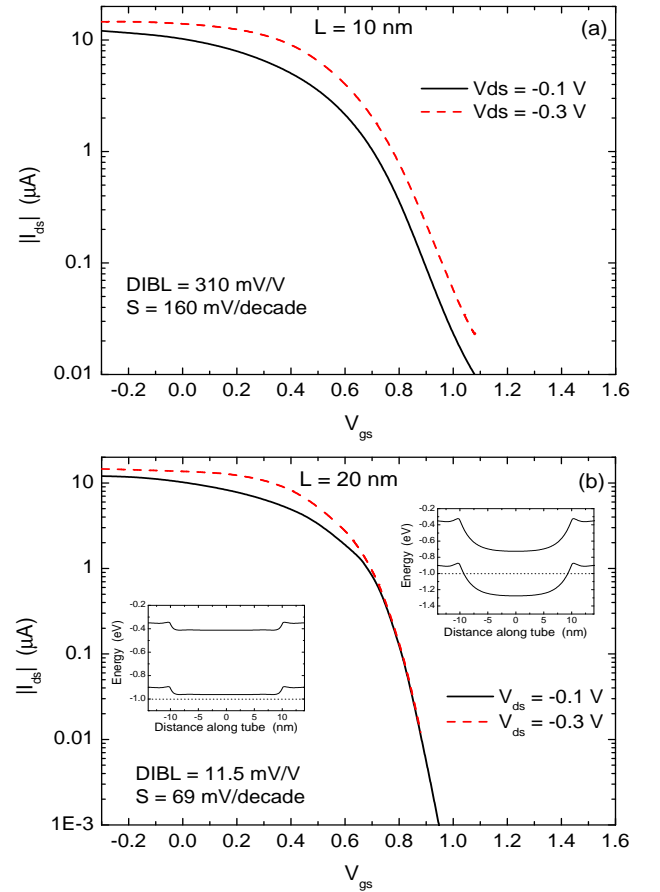 L = 10 nm
(a)
Vds = -0.1 V
Vds = -0.3 V
DIBL = 310 mV/V
S = 160 mV/decade
|I_ds| (μA)
10
1
0.1
0.01
-0.2 0.0 0.2 0.4 0.6 0.8 1.0 1.2 1.4 1.6
V_gs
L = 20 nm
(b)
|I_ds| (μA)
10
1
0.1
0.01
1E-3
Energy (eV)
-0.2
-0.4
-0.6
-0.8
-1.0
-1.2
-1.4
-10 -5 0 5 10
Distance along tube (nm)
Energy (eV)
-0.2
-0.4
-0.6
-0.8
-1.0
-10 -5 0 5 10
Distance along tube (nm)
V_ds = -0.1 V
V_ds = -0.3 V
DIBL = 11.5 mV/V
S = 69 mV/decade
-0.2 0.0 0.2 0.4 0.6 0.8 1.0 1.2 1.4 1.6
V_gs